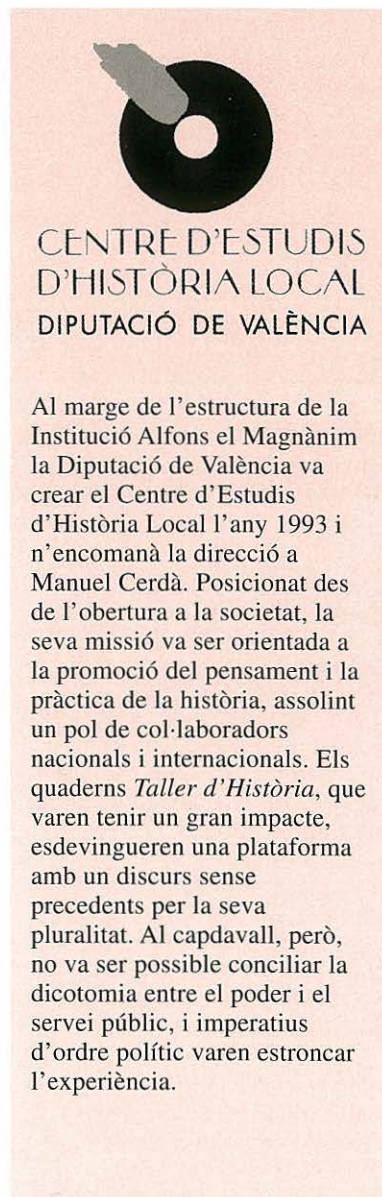 CENTRE D'ESTUDIS
D'HISTÒRIA LOCAL
DIPUTACIÓ DE VALÈNCIA
Al marge de l'estructura de la
Institució Alfons el Magnànim
la Diputació de València va
crear el Centre d'Estudis
d'Història Local l'any 1993 i
n'encomanà la direcció a
Manuel Cerdà. Posicionat des
de l'obertura a la societat, la
seva missió va ser orientada a
la promoció del pensament i la
pràctica de la història, assolint
un pol de col·laboradors
nacionals i internacionals. Els
quaderns Taller d'Història, que
varen tenir un gran impacte,
esdevingueren una plataforma
amb un discurs sense
precedents per la seva
pluralitat. Al capdavall, però,
no va ser possible conciliar la
dicotomia entre el poder i el
servei públic, i imperatius
d'ordre polític varen estroncar
l'experiència.